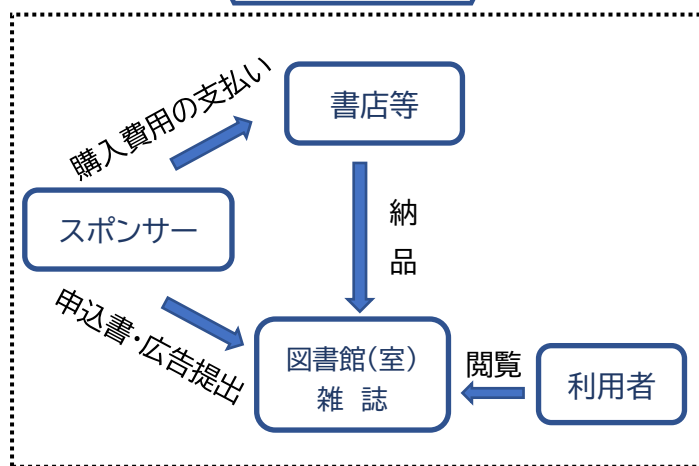 購入費用の支払い
書店等
スポンサー
納
品
申込書・広告提出
図書館(室)
雑 誌
閲覧
利用者